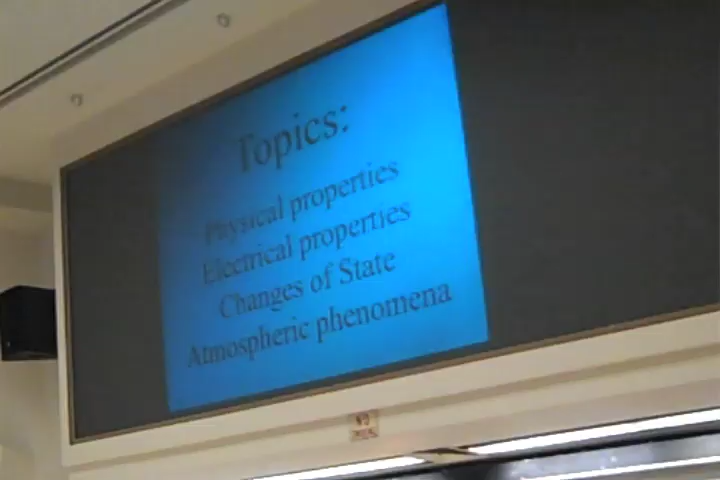 Topics:
Physical properties
Electrical properties
Changes of State
Atmospheric phenomena